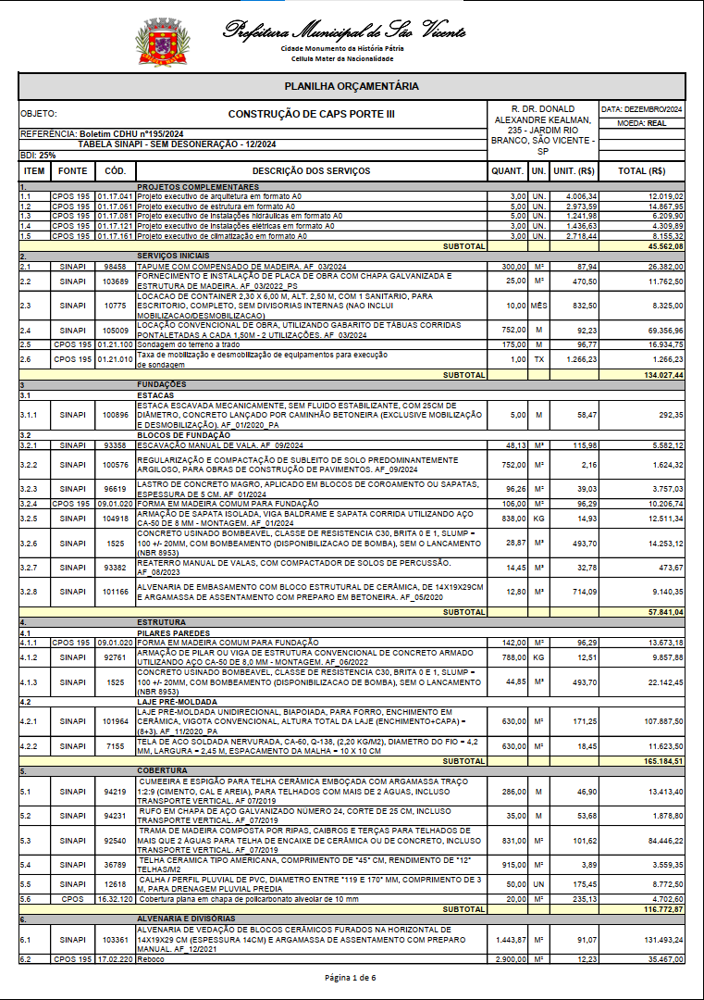 Prefeitura Municipal de São Vicente
Cidade Monumento da História Pátria
Cellula Mater da Nacionalidade
PLANILHA ORÇAMENTÁRIA
OBJETO: CONSTRUÇÃO DE CAPS PORTE III
R. DR. DONALD
ALEXANDRE KEALMAN,
235 - JARDIM RIO
BRANCO, SÃO VICENTE -
SP
DATA: DEZEMBRO/2024
MOEDA: REAL
REFERÊNCIA: Boletim CDHU nº195/2024
TABELA SINAPI - SEM DESONERAÇÃO - 12/2024
BDI: 25%
ITEM FONTE CÓD. DESCRIÇÃO DOS SERVIÇOS QUANT. UN. UNIT. (R$) TOTAL (R$)
1. PROJETOS COMPLEMENTARES
1.1 CPOS 195 01.17.041 Projeto executivo de arquitetura em formato A0 3,00 UN. 4.006,34 12.019,02
1.2 CPOS 195 01.17.061 Projeto executivo de estrutura em formato A0 5,00 UN. 2.973,59 14.867,95
1.3 CPOS 195 01.17.081 Projeto executivo de instalações hidráulicas em formato A0 5,00 UN. 1.241,98 6.209,90
1.4 CPOS 195 01.17.121 Projeto executivo de instalações elétricas em formato A0 3,00 UN. 1.436,63 4.309,89
1.5 CPOS 195 01.17.161 Projeto executivo de climatização em formato A0 3,00 UN. 2.718,44 8.155,32
SUBTOTAL 45.562,08
2. SERVIÇOS INICIAIS
2.1 SINAPI 98458 TAPUME COM COMPENSADO DE MADEIRA. AF_03/2024 300,00 M² 87,94 26.382,00
2.2 SINAPI 103689 FORNECIMENTO E INSTALAÇÃO DE PLACA DE OBRA COM CHAPA GALVANIZADA E
ESTRUTURA DE MADEIRA. AF_03/2022_PS 25,00 M² 470,50 11.762,50
2.3 SINAPI 10775 LOCACAO DE CONTAINER 2,30 X 6,00 M, ALT. 2,50 M, COM 1 SANITARIO, PARA
ESCRITORIO, COMPLETO, SEM DIVISORIAS INTERNAS (NAO INCLUI
MOBILIZACAO/DESMOBILIZACAO) 10,00 MÊS 832,50 8.325,00
2.4 SINAPI 105009 LOCAÇÃO CONVENCIONAL DE OBRA, UTILIZANDO GABARITO DE TÁBUAS CORRIDAS
PONTALETADAS A CADA 1,50M - 2 UTILIZAÇÕES. AF_03/2024 752,00 M 92,23 69.356,96
2.5 CPOS 195 01.21.100 Sondagem do terreno a trado 175,00 M 96,77 16.934,75
2.6 CPOS 195 01.21.010 Taxa de mobilização e desmobilização de equipamentos para execução
de sondagem 1,00 TX 1.266,23 1.266,23
SUBTOTAL 134.027,44
3 FUNDAÇÕES
3.1 ESTACAS
3.1.1 SINAPI 100896 ESTACA ESCAVADA MECANICAMENTE, SEM FLUIDO ESTABILIZANTE, COM 25CM DE
DIÂMETRO, CONCRETO LANÇADO POR CAMINHÃO BETONEIRA (EXCLUSIVE MOBILIZAÇÃO
E DESMOBILIZAÇÃO). AF_01/2020_PA 5,00 M 58,47 292,35
3.2 BLOCOS DE FUNDAÇÃO
3.2.1 SINAPI 93358 ESCAVAÇÃO MANUAL DE VALA. AF_09/2024 48,13 M³ 115,98 5.582,12
3.2.2 SINAPI 100576 REGULARIZAÇÃO E COMPACTAÇÃO DE SUBLEITO DE SOLO PREDOMINANTEMENTE
ARGILOSO, PARA OBRAS DE CONSTRUÇÃO DE PAVIMENTOS. AF_09/2024 752,00 M² 2,16 1.624,32
3.2.3 SINAPI 96619 LASTRO DE CONCRETO MAGRO, APLICADO EM BLOCOS DE COROAMENTO OU SAPATAS,
ESPESSURA DE 5 CM. AF_01/2024 96,26 M² 39,03 3.757,03
3.2.4 CPOS 195 09.01.020 FORMA EM MADEIRA COMUM PARA FUNDAÇÃO 106,00 M² 96,29 10.206,74
3.2.5 SINAPI 104918 ARMAÇÃO DE SAPATA ISOLADA, VIGA BALDRAME E SAPATA CORRIDA UTILIZANDO AÇO
CA-50 DE 8 MM - MONTAGEM. AF_01/2024 838,00 KG 14,93 12.511,34
3.2.6 SINAPI 1525 CONCRETO USINADO BOMBEAVEL, CLASSE DE RESISTENCIA C30, BRITA 0 E 1, SLUMP =
100 +/- 20MM, COM BOMBEAMENTO (DISPONIBILIZACAO DE BOMBA), SEM O LANCAMENTO
(NBR 8953) 28,87 M³ 493,70 14.253,12
3.2.7 SINAPI 93382 REATERRO MANUAL DE VALAS, COM COMPACTADOR DE SOLOS DE PERCUSSÃO.
AF_08/2023 14,45 M³ 32,78 473,67
3.2.8 SINAPI 101166 ALVENARIA DE EMBASAMENTO COM BLOCO ESTRUTURAL DE CERÂMICA, DE 14X19X29CM
E ARGAMASSA DE ASSENTAMENTO COM PREPARO EM BETONEIRA. AF_05/2020 12,80 M³ 714,09 9.140,35
SUBTOTAL 57.841,04
4. ESTRUTURA
4.1 PILARES PAREDES
4.1.1 CPOS 195 09.01.020 FORMA EM MADEIRA COMUM PARA FUNDAÇÃO 142,00 M² 96,29 13.673,18
4.1.2 SINAPI 92761 ARMAÇÃO DE PILAR OU VIGA DE ESTRUTURA CONVENCIONAL DE CONCRETO ARMADO
UTILIZANDO AÇO CA-50 DE 8,0 MM - MONTAGEM. AF_06/2022 788,00 KG 12,51 9.857,88
4.1.3 SINAPI 1525 CONCRETO USINADO BOMBEAVEL, CLASSE DE RESISTENCIA C30, BRITA 0 E 1, SLUMP =
100 +/- 20MM, COM BOMBEAMENTO (DISPONIBILIZACAO DE BOMBA), SEM O LANCAMENTO
(NBR 8953) 44,85 M³ 493,70 22.142,45
4.2 LAJE PRÉ-MOLDADA
4.2.1 SINAPI 101964 LAJE PRÉ-MOLDADA UNIDIRECIONAL, BIAPOIADA, PARA FORRO, ENCHIMENTO EM
CERÂMICA, VIGOTA CONVENCIONAL, ALTURA TOTAL DA LAJE (ENCHIMENTO+CAPA) =
(8+3). AF_11/2020_PA 630,00 M² 171,25 107.887,50
4.2.2 SINAPI 7155 TELA DE ACO SOLDADA NERVURADA, CA-60, Q-138, (2,20 KG/M2), DIAMETRO DO FIO = 4,2
MM, LARGURA = 2,45 M, ESPACAMENTO DA MALHA = 10 X 10 CM 630,00 M² 18,45 11.623,50
SUBTOTAL 165.184,51
5. COBERTURA
5.1 SINAPI 94219 CUMEEIRA E ESPIGÃO PARA TELHA CERÂMICA EMBOÇADA COM ARGAMASSA TRAÇO
1:2:9 (CIMENTO, CAL E AREIA), PARA TELHADOS COM MAIS DE 2 ÁGUAS, INCLUSO
TRANSPORTE VERTICAL. AF_07/2019 286,00 M 46,90 13.413,40
5.2 SINAPI 94231 RUFO EM CHAPA DE AÇO GALVANIZADO NÚMERO 24, CORTE DE 25 CM, INCLUSO
TRANSPORTE VERTICAL. AF_07/2019 35,00 M 53,68 1.878,80
5.3 SINAPI 92540 TRAMA DE MADEIRA COMPOSTA POR RIPAS, CAIBROS E TERÇAS PARA TELHADOS DE
MAIS QUE 2 ÁGUAS PARA TELHA DE ENCAIXE DE CERÂMICA OU DE CONCRETO, INCLUSO
TRANSPORTE VERTICAL. AF_07/2019 831,00 M² 101,62 84.446,22
5.4 SINAPI 36789 TELHA CERAMICA TIPO AMERICANA, COMPRIMENTO DE *45* CM, RENDIMENTO DE *12*
TELHAS/M2 915,00 M² 3,89 3.559,35
5.5 SINAPI 12618 CALHA / PERFIL PLUVIAL DE PVC, DIAMETRO ENTRE *119 E 170* MM, COMPRIMENTO DE 3
M, PARA DRENAGEM PLUVIAL PREDIA 50,00 UN 175,45 8.772,50
5.6 CPOS 16.32.120 Cobertura plana em chapa de policarbonato alveolar de 10 mm 20,00 M² 235,13 4.702,60
SUBTOTAL 116.772,87
6. ALVENARIA E DIVISÓRIAS
6.1 SINAPI 103361 ALVENARIA DE VEDAÇÃO DE BLOCOS CERÂMICOS FURADOS NA HORIZONTAL DE
14X19X29 CM (ESPESSURA 14CM) E ARGAMASSA DE ASSENTAMENTO COM PREPARO
MANUAL. AF_12/2021 1.443,87 M² 91,07 131.493,24
6.2 CPOS 195 17.02.220 Reboco 2.900,00 M² 12,23 35.467,00
Página 1 de 6